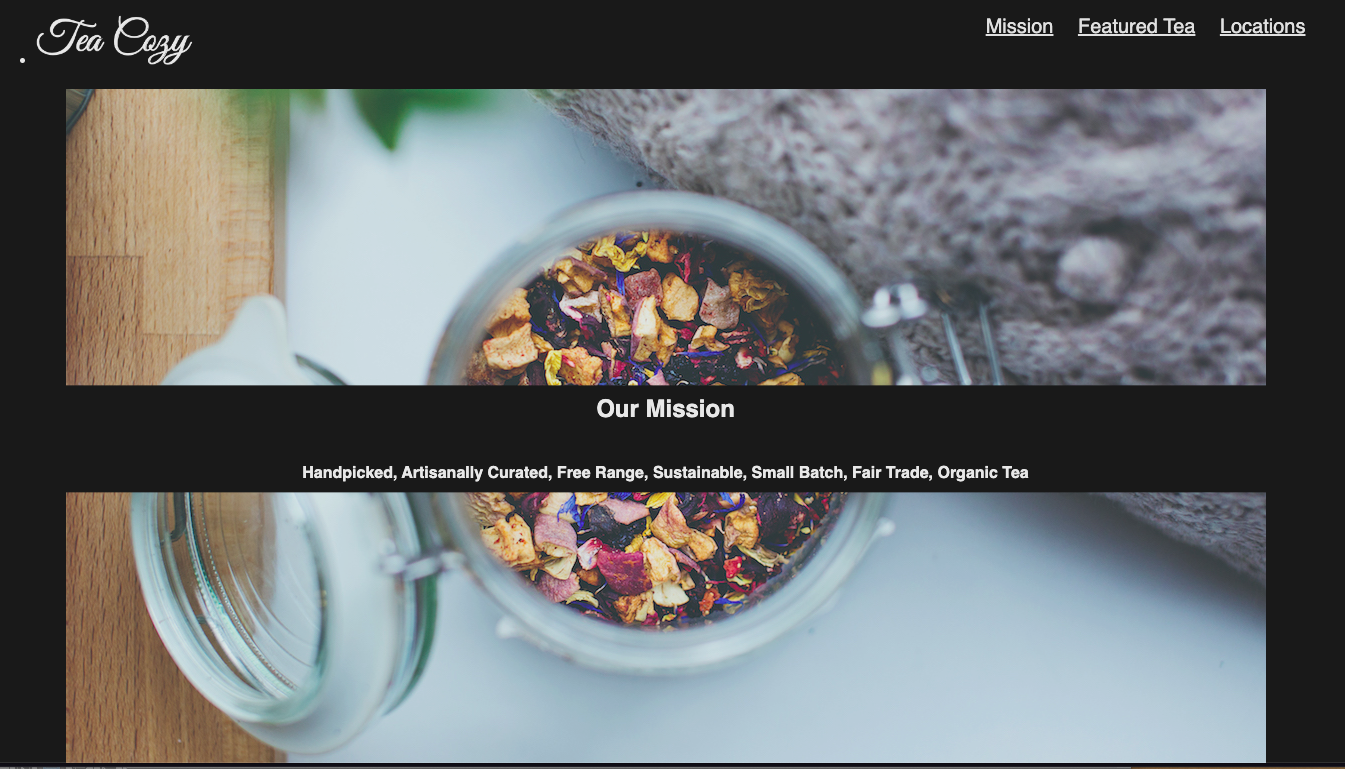 Tea Cozy
Mission Featured Tea Locations
Our Mission
Handpicked, Artisanally Curated, Free Range, Sustainable, Small Batch, Fair Trade, Organic Tea